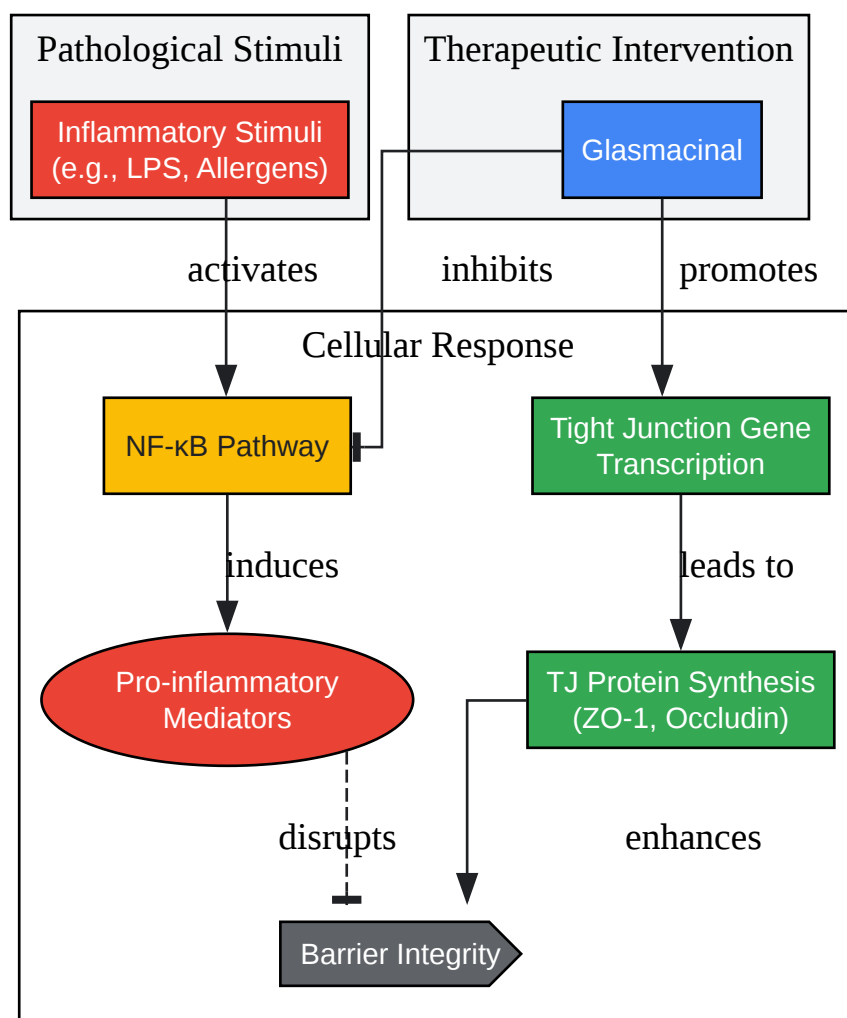 Pathological Stimuli
Therapeutic Intervention
Inflammatory Stimuli
(e.g., LPS, Allergens)
Glasmacinal
activates
inhibits
promotes
Cellular Response
NF-κB Pathway
Tight Junction Gene
Transcription
induces
leads to
Pro-inflammatory
Mediators
TJ Protein Synthesis
(ZO-1, Occludin)
disrupts
enhances
Barrier Integrity